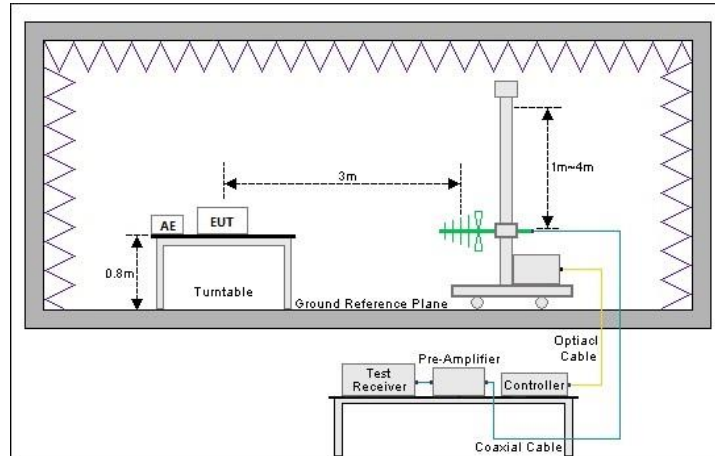 3m
1m~4m
AE
EUT
0.8m
Turntable
Ground Reference Plane
Optiacl
Cable
Pre-Amplifier
Test
Receiver
Controller
Coaxial Cable